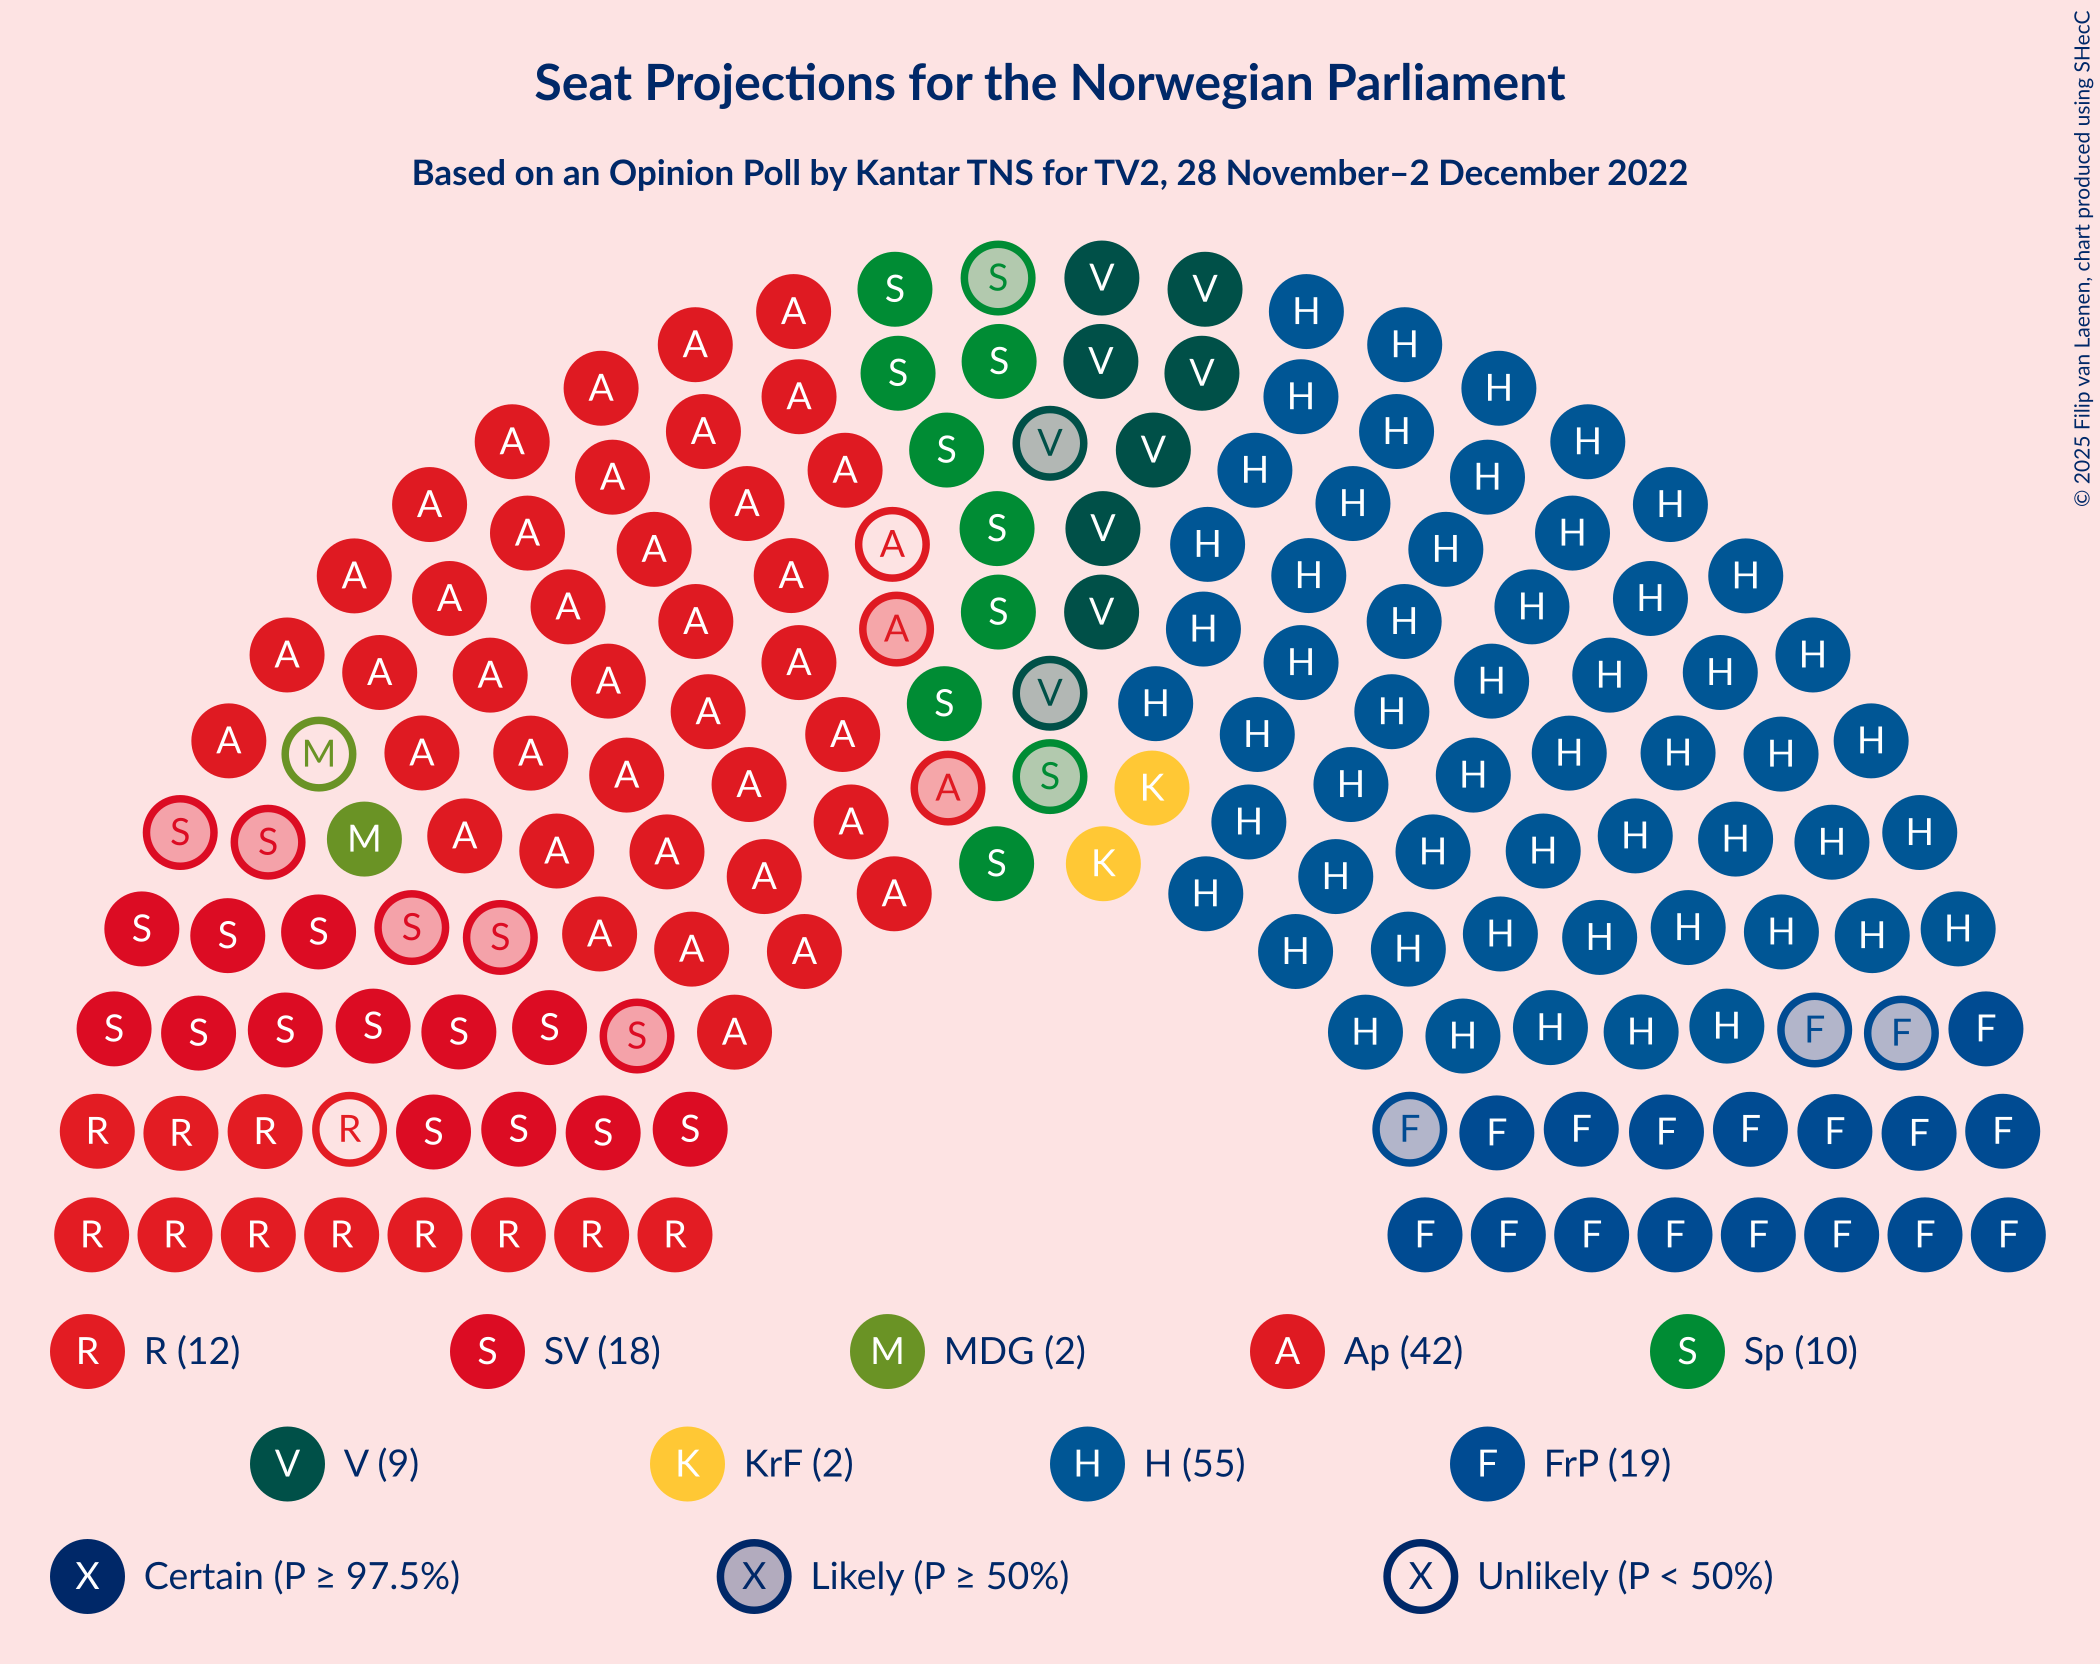 Seat Projections for the Norwegian Parliament
Based on an Opinion Poll by Kantar TNS for TV2, 28 November–2 December 2022
© 2025 Filip van Laenen, chart produced using SHecC
S S V V
A H
A H
S S V V
A H
A H
A H
A H
S V V
A H
A H
A H
A H
A H
A S V H
A H
A H
A H
A H
A S V H
A H
A H
A H
A H
A H
S V H
A H
A H
A M A A A A A S K H H H H H H
S S M A A A A A A S K H H H H H H H H
S S S S S A A A H H H H H H H H
S S S S S S S A H H H H H F F F
R R R R S S S S F F F F F F F F
R R R R R R R R F F F F F F F F
R R (12) S SV (18) M MDG (2) A Ap (42) S Sp (10)
V V (9) K KrF (2) H H (55) F FrP (19)
X Certain (P ≥ 97.5%) X Likely (P ≥ 50%) X Unlikely (P < 50%)